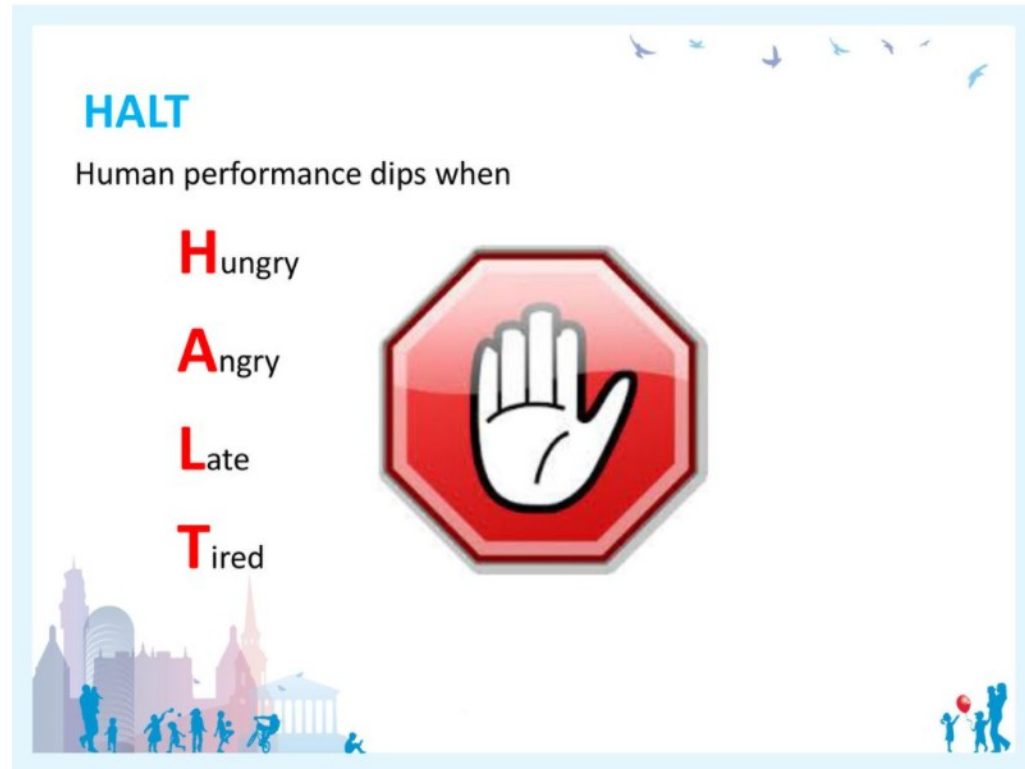 HALT
Human performance dips when
Hungry
Angry
Late
Tired